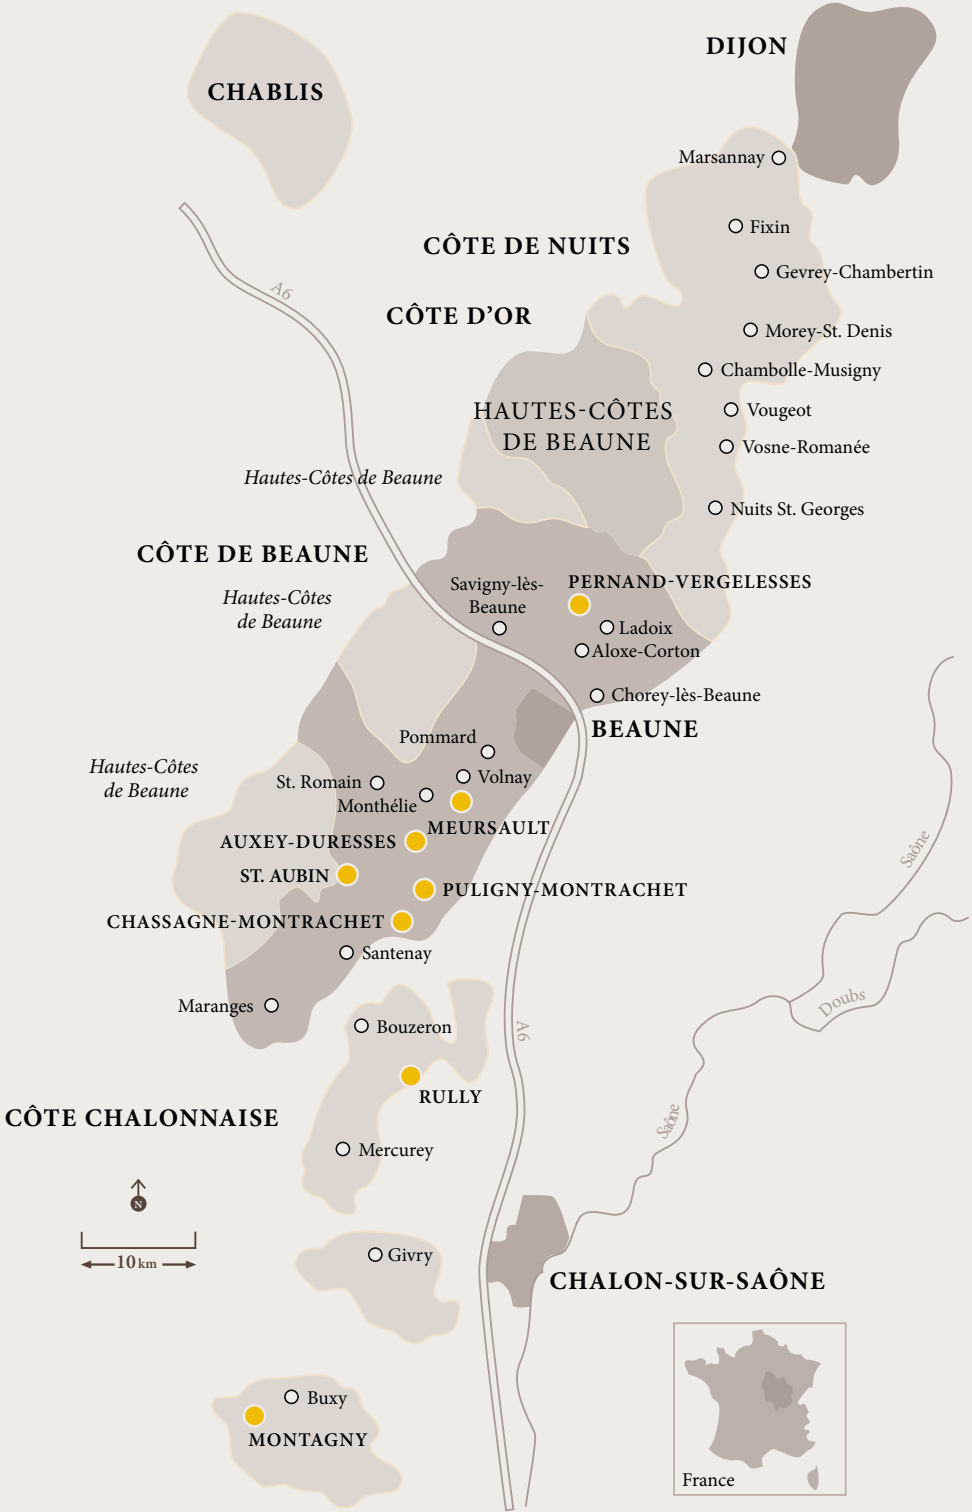 DIJON
CHABLIS
Marsannay
Fixin
CÔTE DE NUITS
Gevrey-Chambertin
A6
CÔTE D’OR
Morey-St. Denis
Chambolle-Musigny
HAUTES-CÔTES
DE BEAUNE
Vougeot
Vosne-Romanée
Hautes-Côtes de Beaune
Nuits St. Georges
CÔTE DE BEAUNE
Savigny-lès-
Beaune
PERNAND-VERGELESSES
Hautes-Côtes
de Beaune
Ladoix
Aloxe-Corton
Chorey-lès-Beaune
BEAUNE
Pommard
Hautes-Côtes
de Beaune
St. Romain
Volnay
Monthélie
MEURSAULT
AUXEY-DURESSES
Saône
ST. AUBIN
PULIGNY-MONTRACHET
CHASSAGNE-MONTRACHET
Santenay
Maranges
Doubs
Bouzeron
A6
RULLY
CÔTE CHALONNAISE
Saône
Mercurey
N
10 km
Givry
CHALON-SUR-SAÔNE
Buxy
MONTAGNY
France